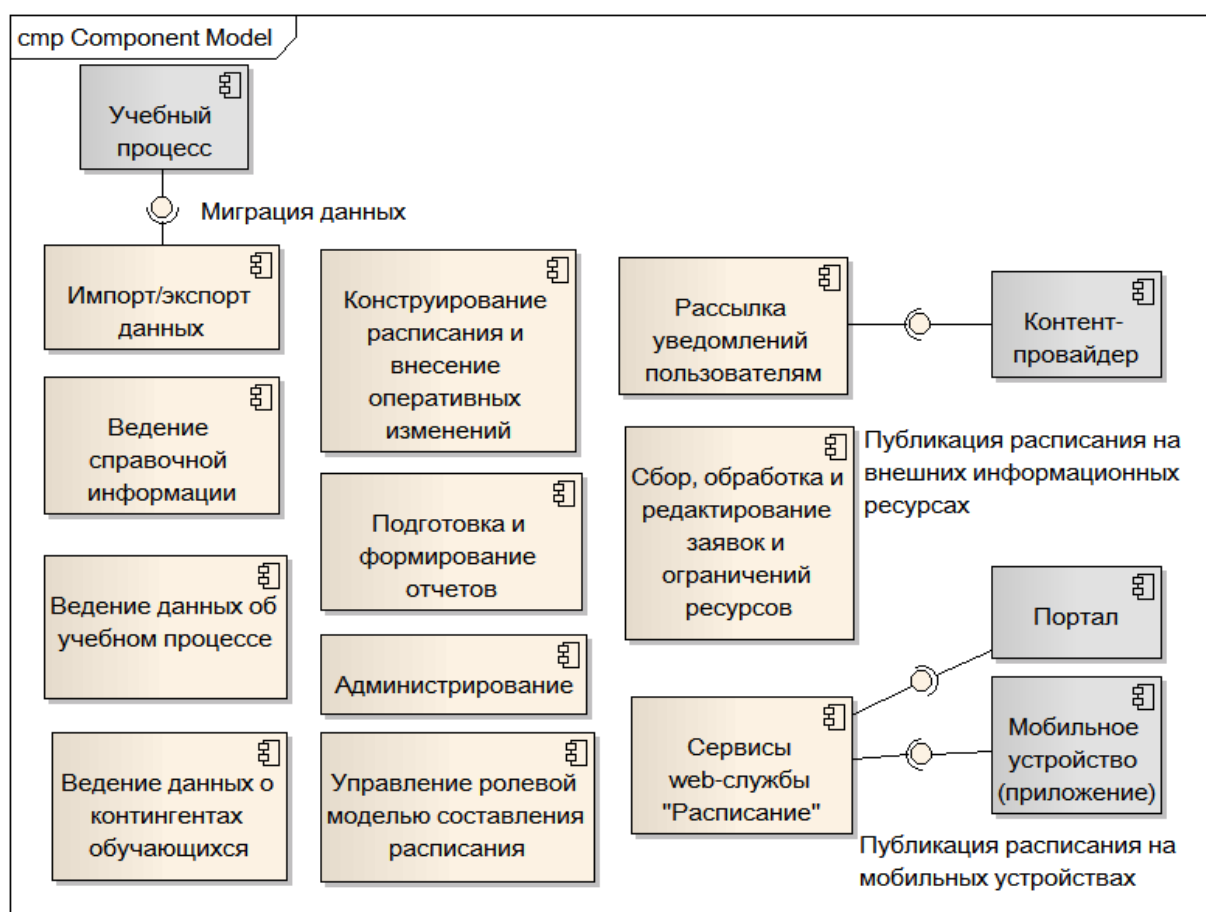 cmp Component Model
Учебный
процесс
Миграция данных
Импорт/экспорт
данных
Ведение
справочной
информации
Ведение данных об
учебном процессе
Ведение данных о
контингентах
обучающихся
Конструирование
расписания и
внесение
оперативных
изменений
Подготовка и
формирование
отчетов
Администрирование
Управление ролевой
моделью составления
расписания
Рассылка
уведомлений
пользователям
Контент-
провайдер
Сбор, обработка и
редактирование
заявок и
ограничений
ресурсов
Публикация расписания на
внешних информационных
ресурсах
Портал
Сервисы
web-службы
"Расписание"
Мобильное
устройство
(приложение)
Публикация расписания на
мобильных устройствах